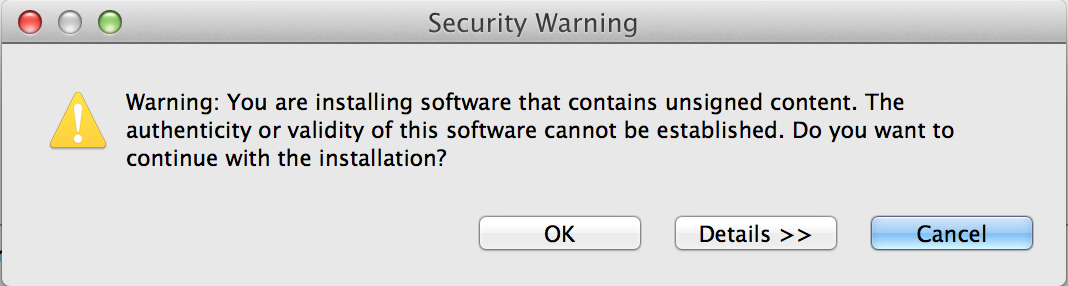 Security Warning
Warning: You are installing software that contains unsigned content. The
authenticity or validity of this software cannot be established. Do you want to
continue with the installation?
OK
Details >>
Cancel